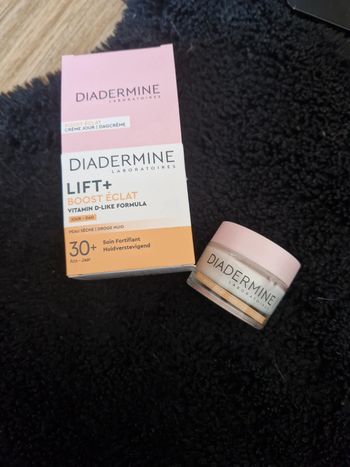 DIADERMINE
LABORATOIRES
BOOST ÉCLAT
CRÈME JOUR | DAGCRÈME
DIADERMINE
LABORATOIRES
LIFT+
BOOST ÉCLAT
VITAMIN D-LIKE FORMULA
JOUR - DAG
PEAU SÈCHE | DROGE HUID
30+
Ans - Jaar
Soin Fortifiant
Huidverstevigend
DIADERMINE
LABORATOIRES